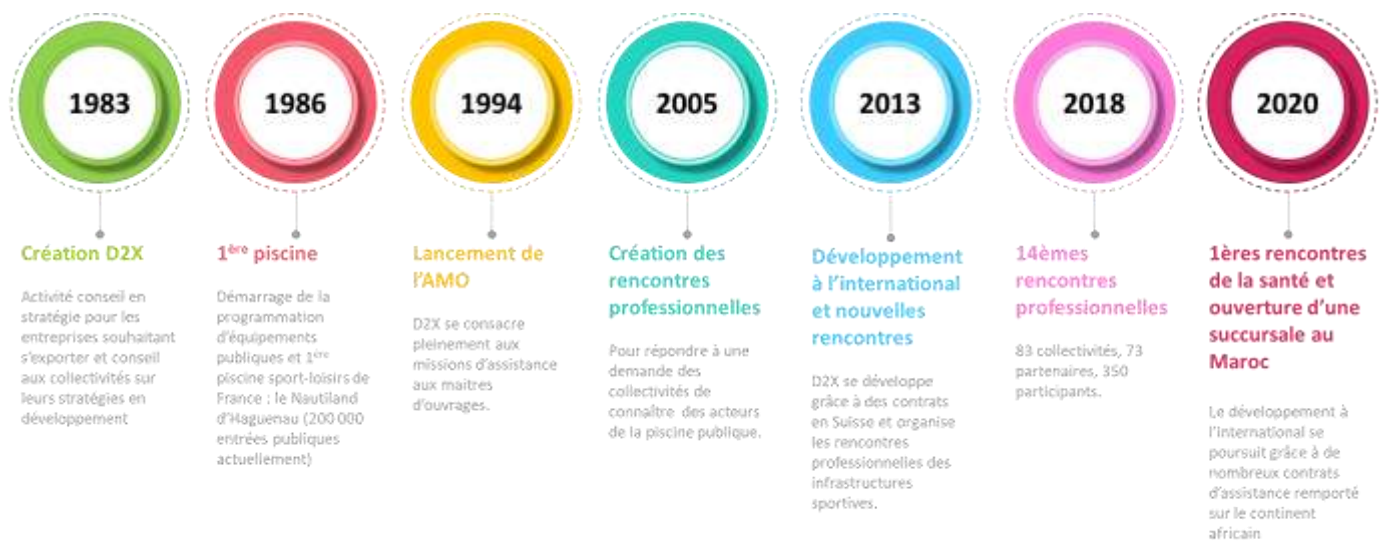 1983
Création D2X
Activité conseil en
stratégie pour les
entreprises souhaitant
s'exporter et conseil
aux collectivités sur
leurs stratégies en
développement
1986
1ère piscine
Démarrage de la
programmation
d'équipements
publiques et 1ère
piscine sport-loisirs de
France : le Nautiland
d'Haguenau (200 000
entrées publiques
actuellement)
1994
Lancement de
l'AMO
D2X se consacre
pleinement aux
missions d'assistance
aux maitres
d'ouvrages.
2005
Création des
rencontres
professionnelles
Pour répondre à une
demande des
collectivités de
connaître des acteurs
de la piscine publique.
2013
Développement
à l'international
et nouvelles
rencontres
D2X se développe
grâce à des contrats
en Suisse et organise
les rencontres
professionnelles des
infrastructures
sportives.
2018
14èmes
rencontres
professionnelles
83 collectivités, 73
partenaires, 350
participants.
2020
1ères rencontres
de la santé et
ouverture d'une
succursale au
Maroc
Le développement à
l'international se
poursuit grâce à de
nombreux contrats
d'assistance remporté
sur le continent
africain